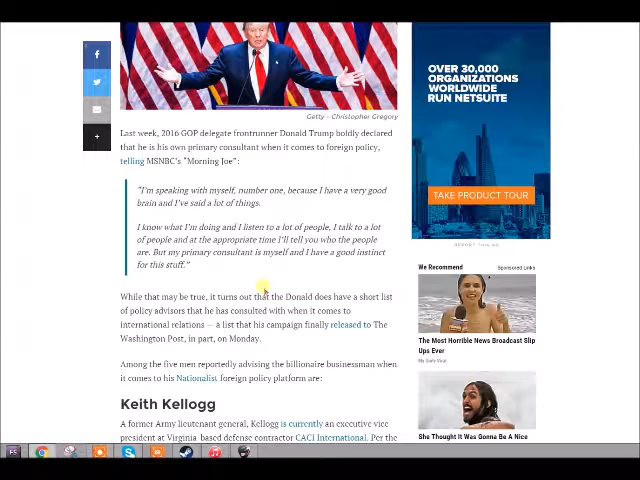 Getty - Christopher Gregory
Last week, 2016 GOP delegate frontrunner Donald Trump boldly declared
that he is his own primary consultant when it comes to foreign policy,
telling MSNBC's "Morning Joe":
"I'm speaking with myself, number one, because I have a very good
brain and I've said a lot of things.
I know what I'm doing and I listen to a lot of people, I talk to a lot
of people and at the appropriate time I'll tell you who the people
are. But my primary consultant is myself and I have a good instinct
for this stuff."
While that may be true, it turns out that the Donald does have a short list
of policy advisors that he has consulted with when it comes to
international relations — a list that his campaign finally released to The
Washington Post, in part, on Monday.
Among the five men reportedly advising the billionaire businessman when
it comes to his Nationalist foreign policy platform are:
Keith Kellogg
A former Army lieutenant general, Kellogg is currently an executive vice
president at Virginia-based defense contractor CACI International. Per the
OVER 30,000
ORGANIZATIONS
WORLDWIDE
RUN NETSUITE
TAKE PRODUCT TOUR
REPORT THIS AD
We Recommend
Sponsored Links
The Most Horrible News Broadcast Slip
Ups Ever
She Thought It Was Gonna Be A Nice